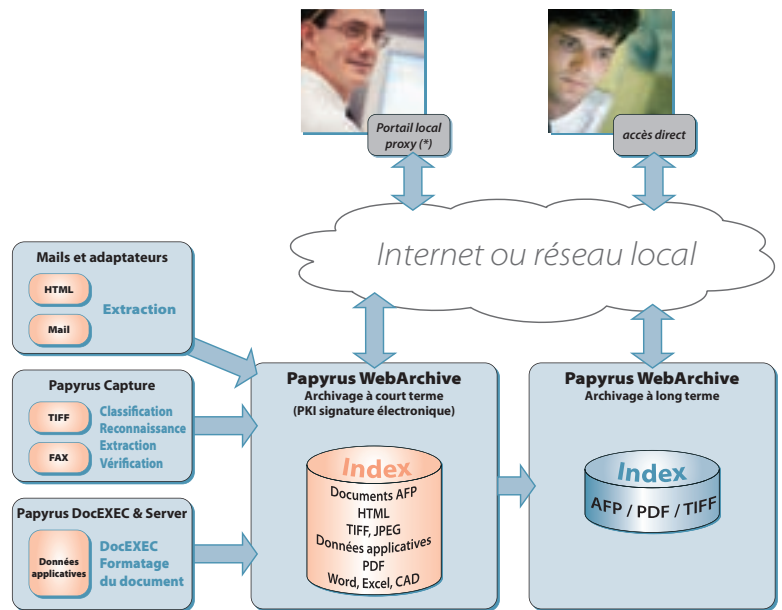 Portail local
proxy (*)
accès direct
Internet ou réseau local
Mails et adaptateurs
HTML
Extraction
Mail
Papyrus Capture
TIFF
FAX
Classification
Reconnaissance
Extraction
Vérification
Papyrus DocEXEC & Server
Données
applicatives
DocEXEC
Formatage
du document
Papyrus WebArchive
Archivage à court terme
(PKI signature électronique)
Index
Documents AFP
HTML
TIFF, JPEG
Données applicatives
PDF
Word, Excel, CAD
Papyrus WebArchive
Archivage à long terme
Index
AFP / PDF / TIFF